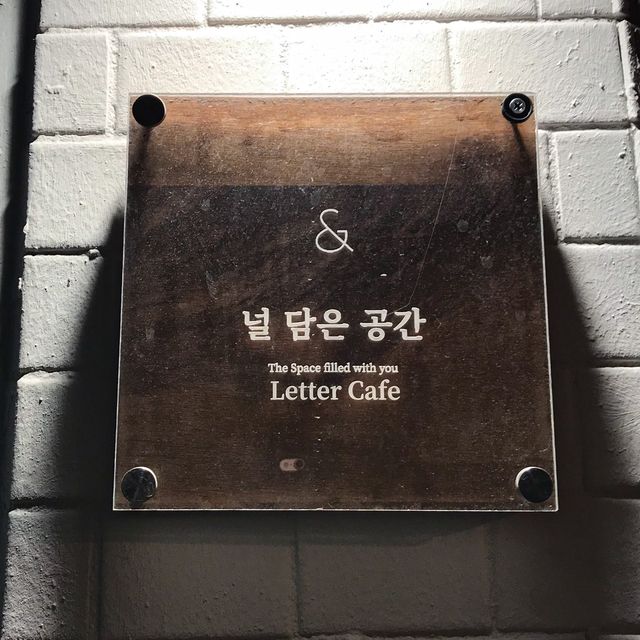 &
널 담은 공간
The Space filled with you
Letter Cafe